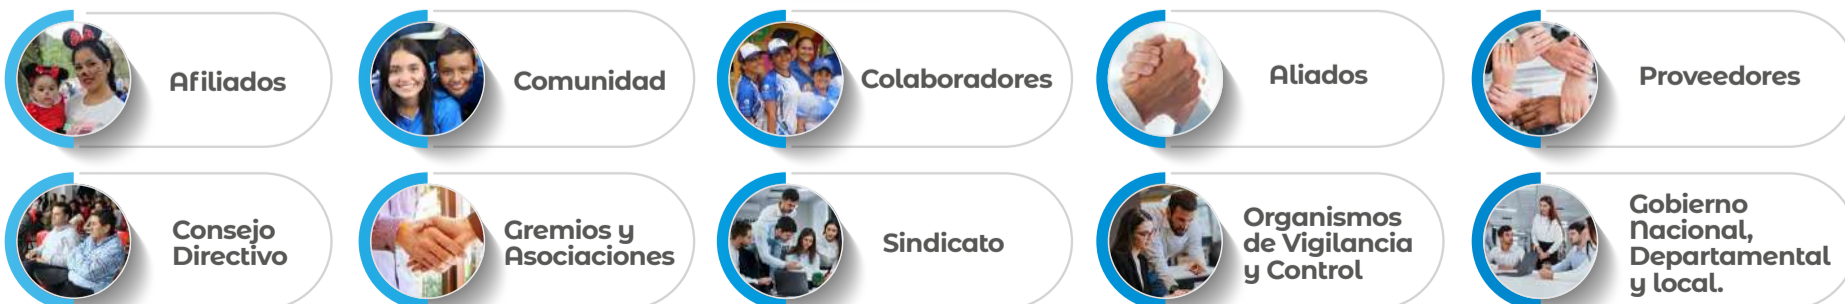 Afiliados
Comunidad
Colaboradores
Aliados
Proveedores
Consejo
Directivo
Gremios y
Asociaciones
Sindicato
Organismos
de Vigilancia
y Control
Gobierno
Nacional,
Departamental
y local.